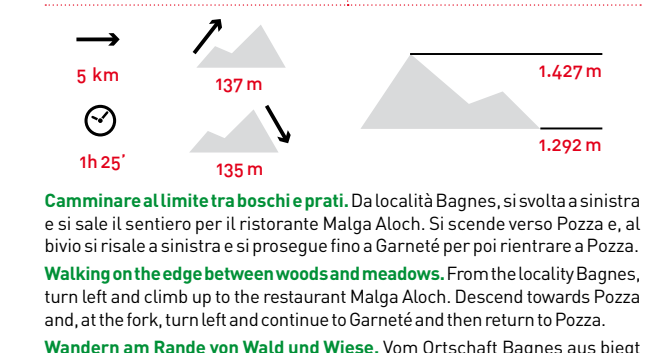 5 km
137 m
1.427 m
1h 25'
135 m
1.292 m
Camminare al limite tra boschi e prati. Da località Bagnes, si svolta a sinistra
e si sale il sentiero per il ristorante Malga Aloch. Si scende verso Pozza e, al
bivio si risale a sinistra e si prosegue fino a Garneté per poi rientrare a Pozza.
Walking on the edge between woods and meadows. From the locality Bagnes,
turn left and climb up to the restaurant Malga Aloch. Descend towards Pozza
and, at the fork, turn left and continue to Garneté and then return to Pozza.
Wandern am Rande von Wald und Wiese. Vom Ortschaft Bagnes aus biegt